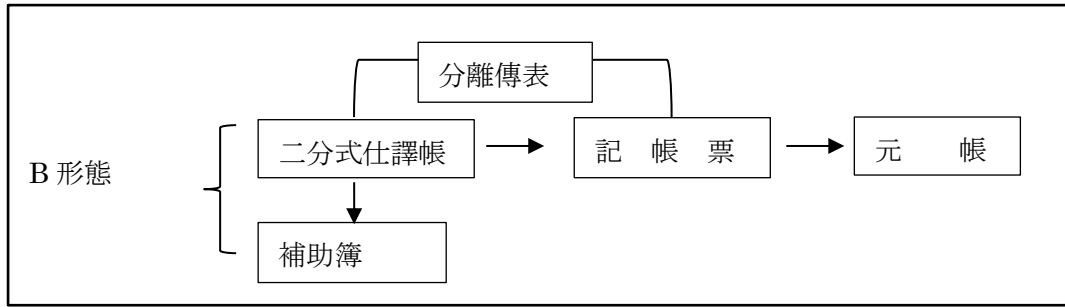 分離傳表
二分式仕譯帳
記 帳 票
元 帳
B 形態
補助簿